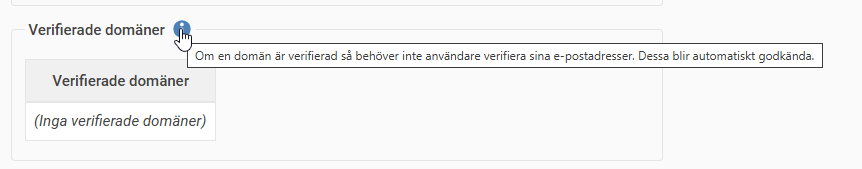 Verifierade domäner
Om en domän är verifierad så behöver inte användare verifiera sina e-postadresser. Dessa blir automatiskt godkända.
Verifierade domäner
(Inga verifierade domäner)